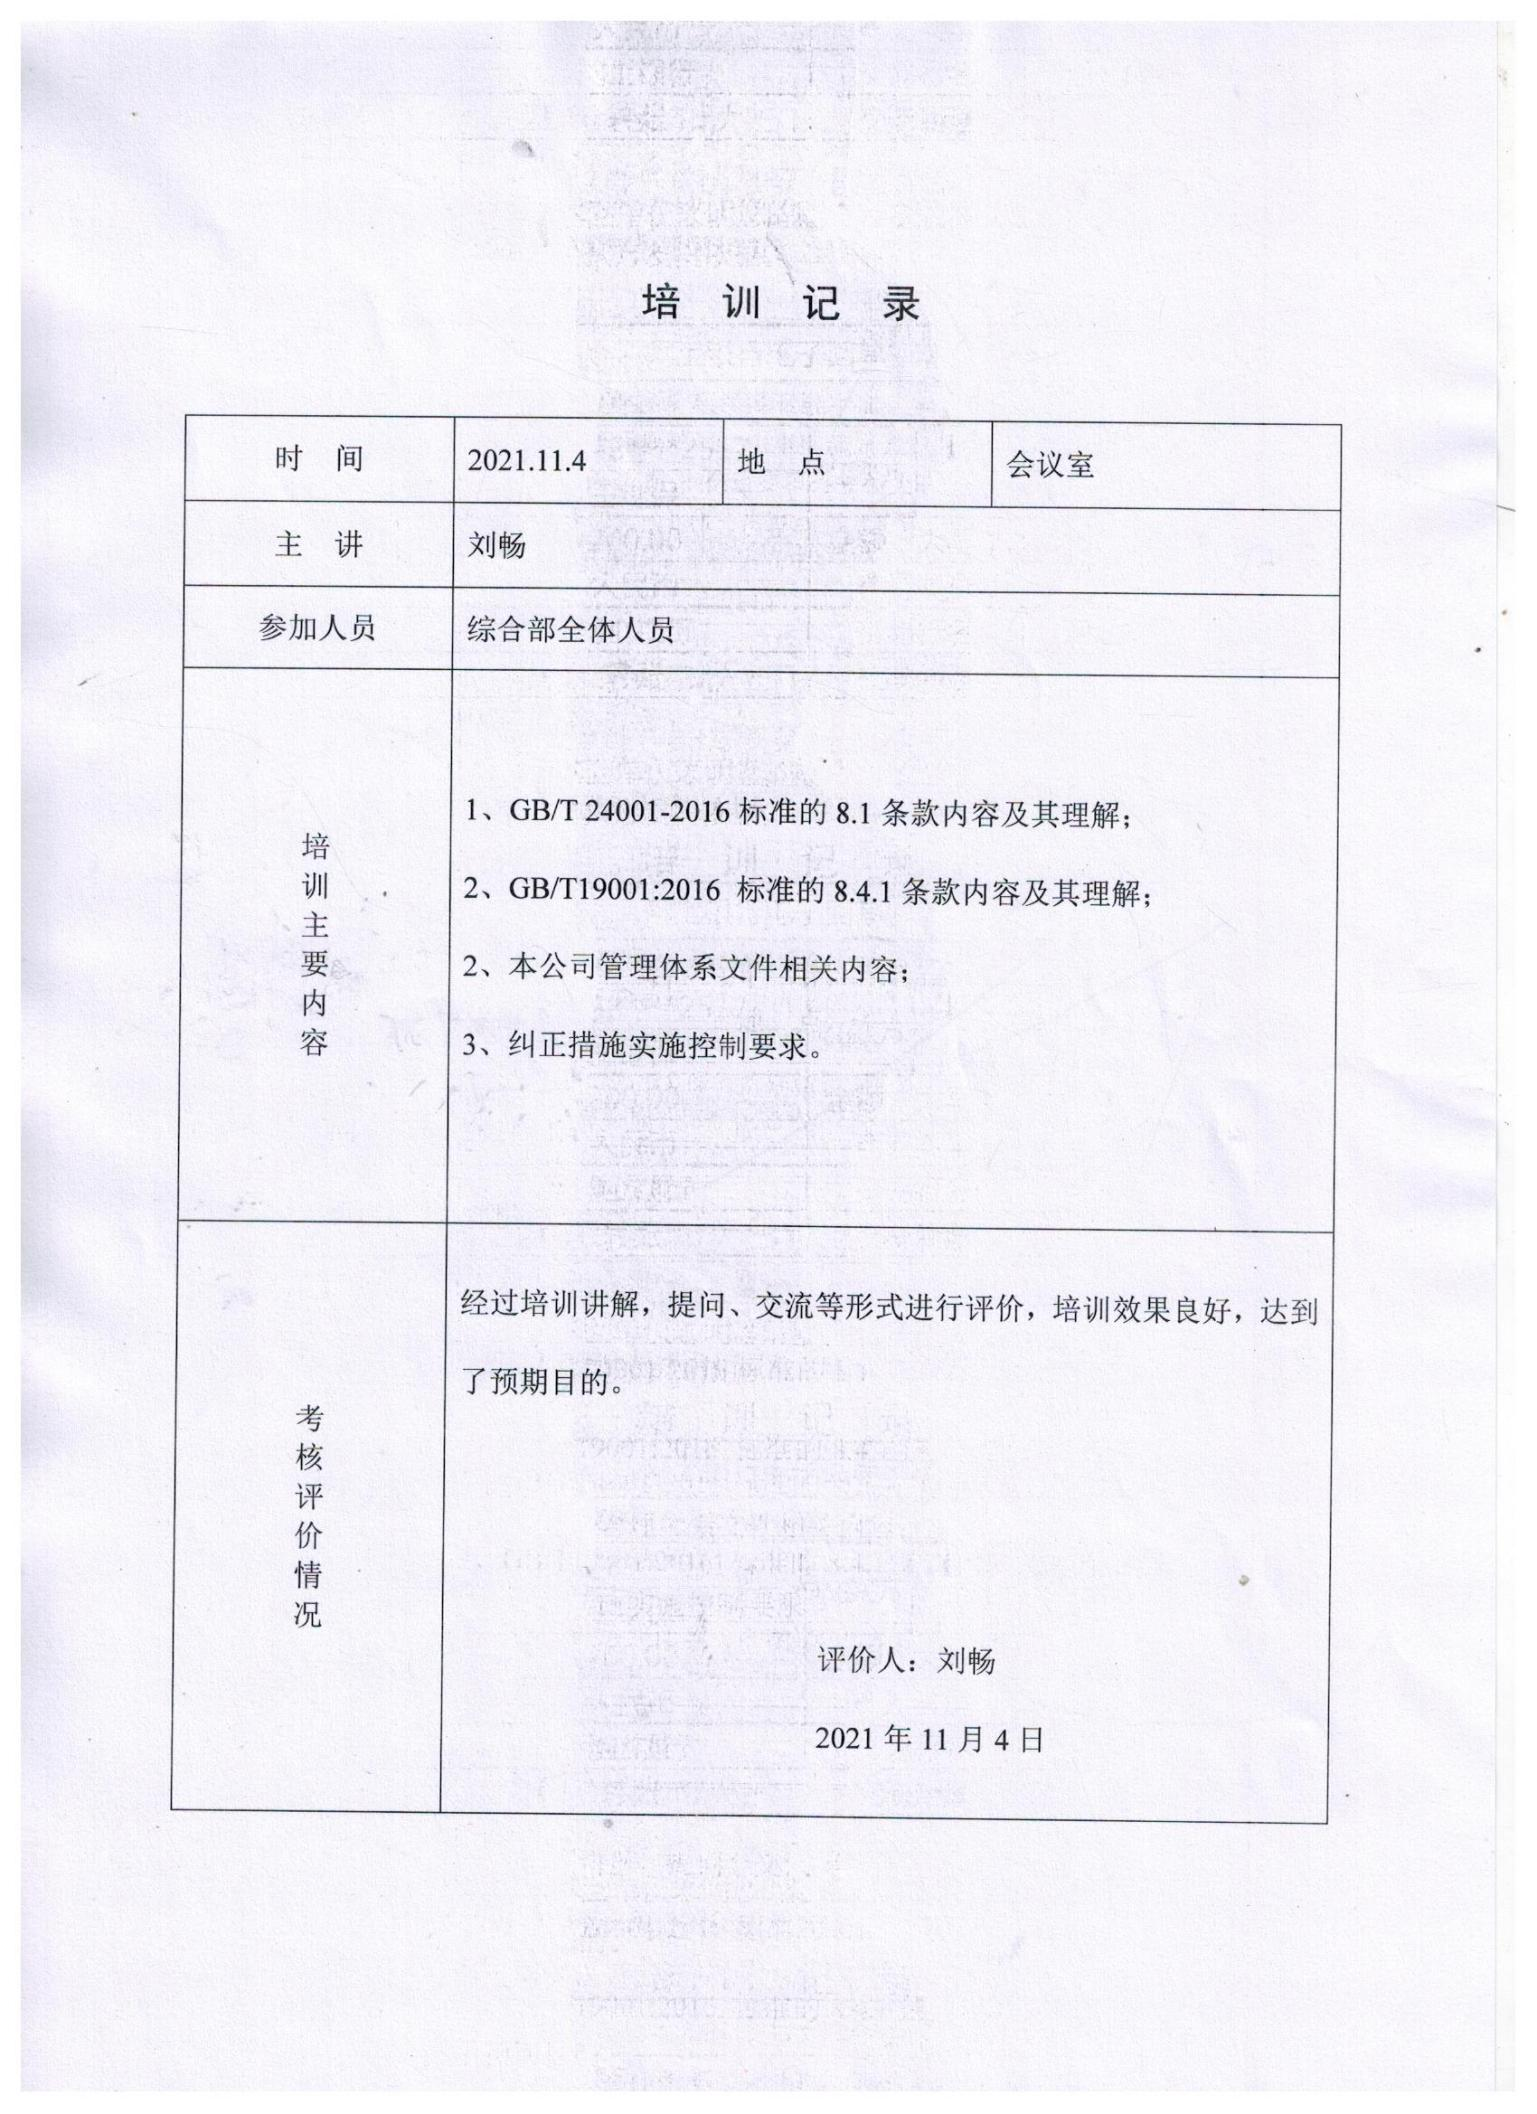 培 训 记 录
时 间 2021.11.4 地 点 会议室
主 讲 刘畅
参加人员 综合部全体人员
培训主要内容
1、GB/T 24001-2016 标准的 8.1 条款内容及其理解；
2、GB/T19001:2016 标准的 8.4.1 条款内容及其理解；
2、本公司管理体系文件相关内容；
3、纠正措施实施控制要求。
考核评价情况
经过培训讲解，提问、交流等形式进行评价，培训效果良好，达到
了预期目的。
评价人：刘畅
2021 年 11 月 4 日